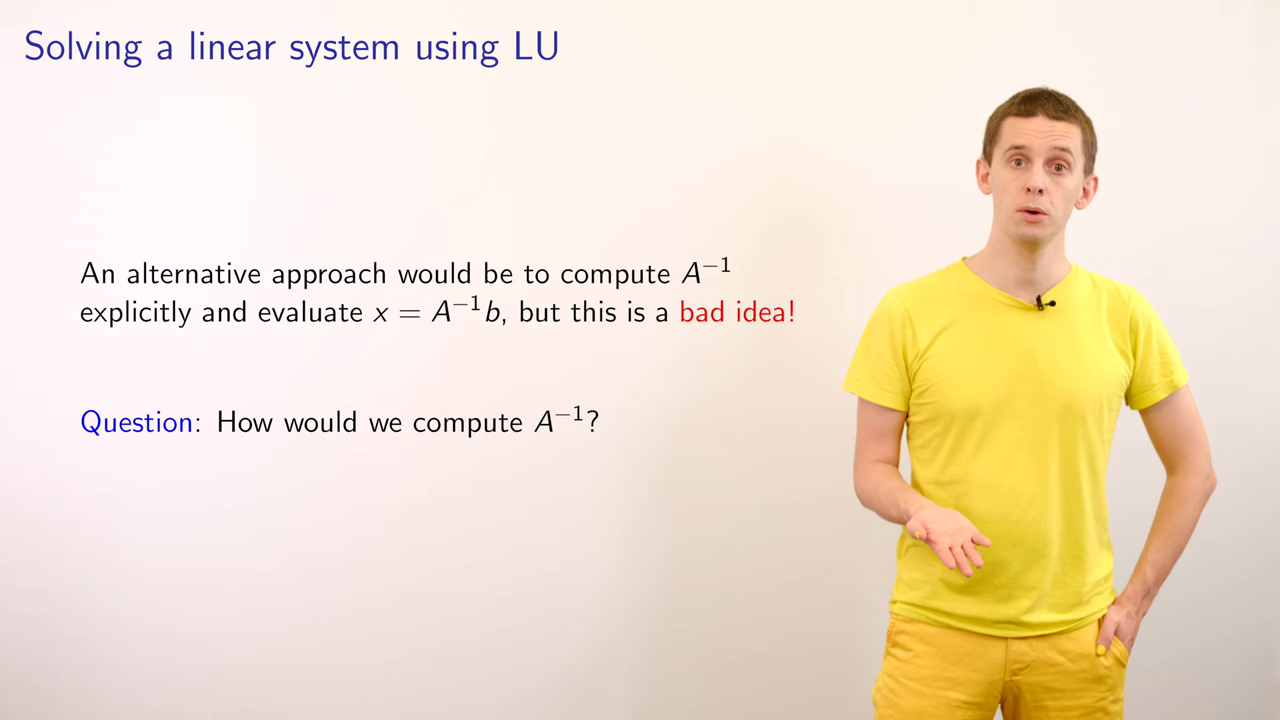 Solving a linear system using LU
An alternative approach would be to compute A⁻¹
explicitly and evaluate x = A⁻¹b, but this is a bad idea!
Question: How would we compute A⁻¹?